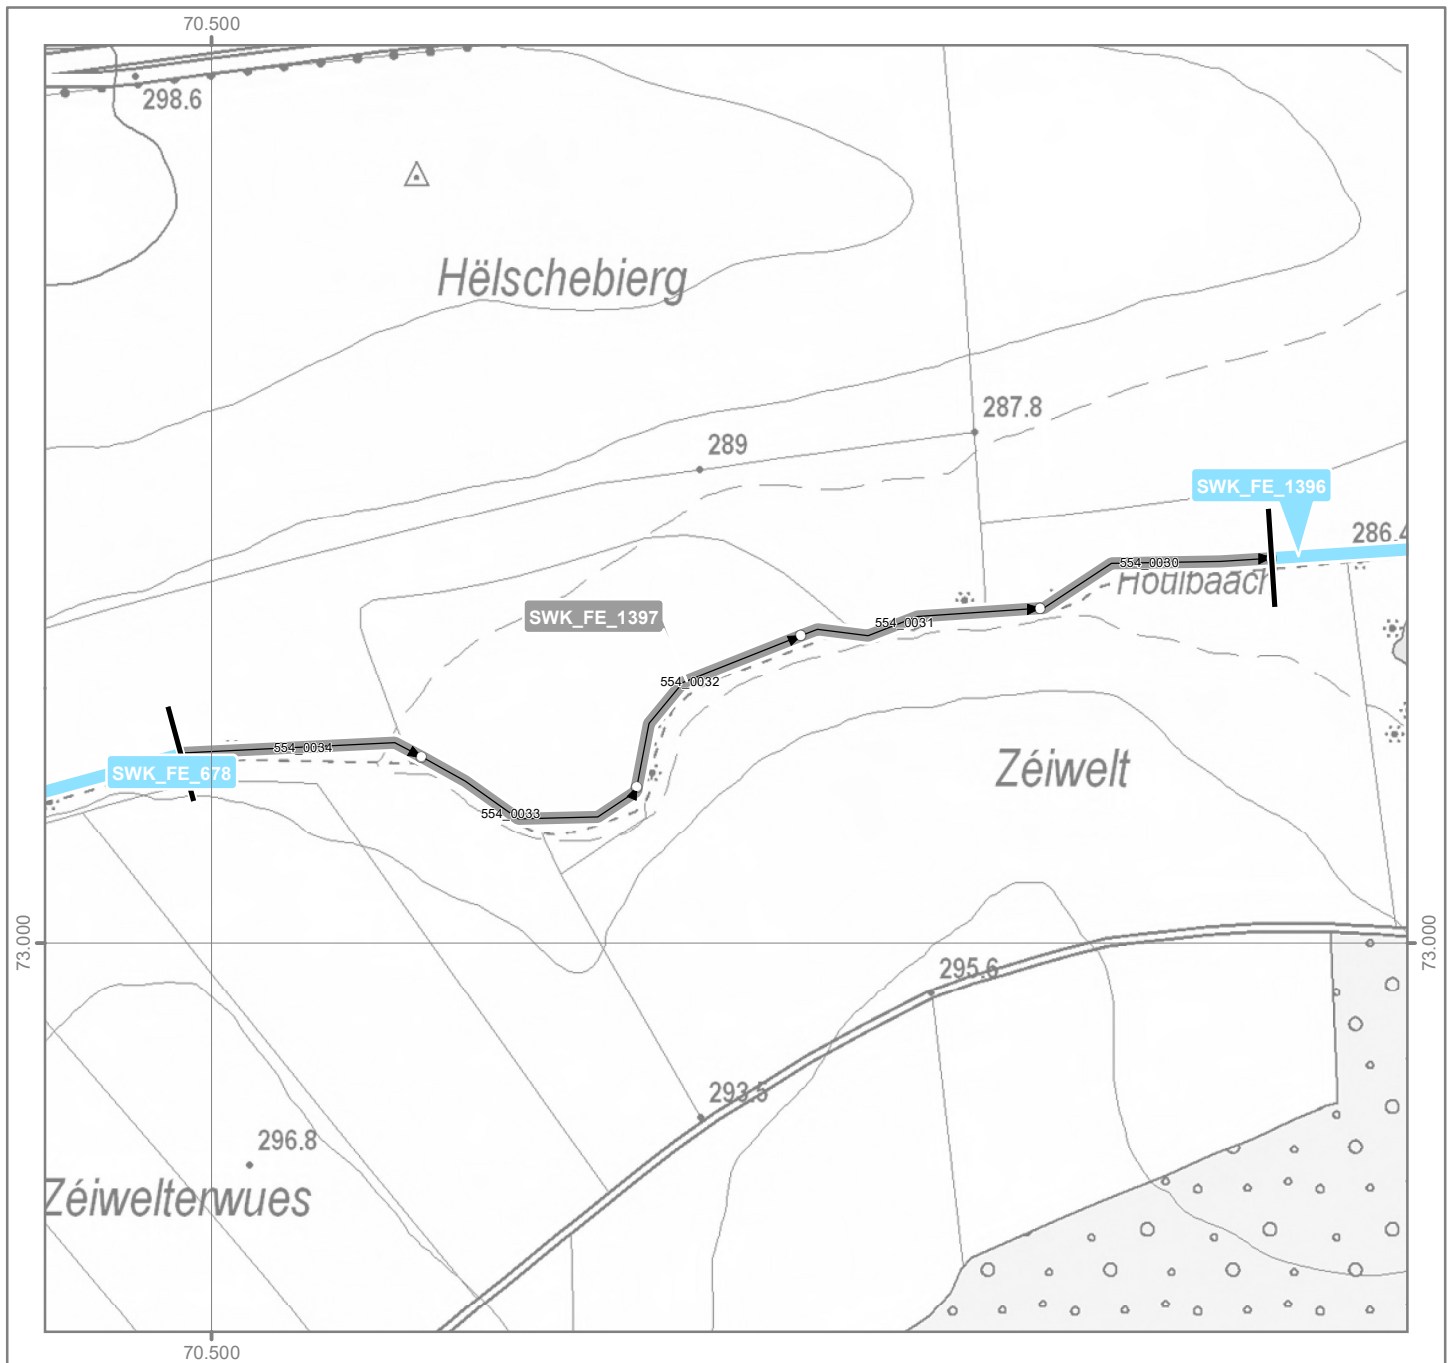 70.500
298.6
Hëlschebierg
287.8
289
SWK_FE_1396
286.4
554_0030
Houlbaach
SWK_FE_1397
554_0031
554_0032
554_0034
SWK_FE_678
Zéiwelt
554_0033
73.000
73.000
295.6
293.5
296.8
Zéiwelterwues
70.500